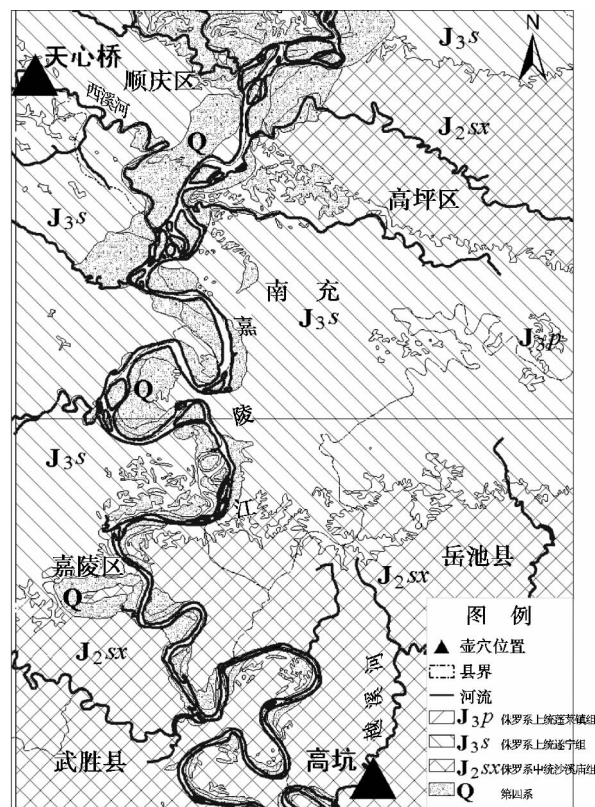 N
J3s
天心桥
顺庆区
西溪河
J2sx
Q
高坪区
J3s
南 充
J3s
嘉
J3p
Q
陵
J3s
江
嘉陵区
岳池县
J2sx
Q
J2sx
武胜县
高坑
溪河
图 例
壶穴位置
县界
河流
J3p 侏罗系上统蓬莱镇组
J3s 侏罗系上统遂宁组
J2sx 侏罗系中统沙溪庙组
Q 第四系